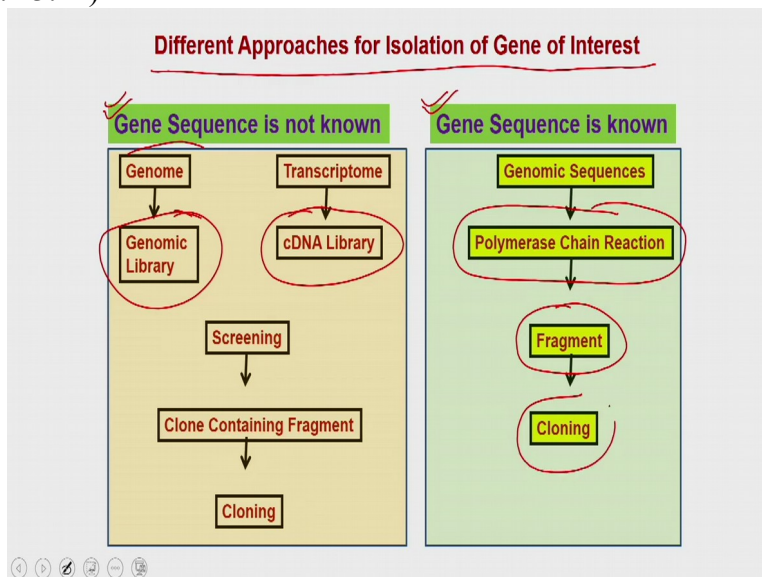 Different Approaches for Isolation of Gene of Interest
Gene Sequence is not known
Genome
Transcriptome
Genomic
Library
cDNA Library
Screening
Clone Containing Fragment
Cloning
Gene Sequence is known
Genomic Sequences
Polymerase Chain Reaction
Fragment
Cloning